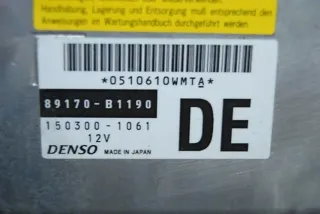 Handhabung, Lagerung und Entsorgung muß entsprechend den
Anweisungen im Wartungshandbuch durchgeführt werden.
*0510610WMTA*
89170-B1190
150300-1061
12V
DENSO MADE IN JAPAN
DE